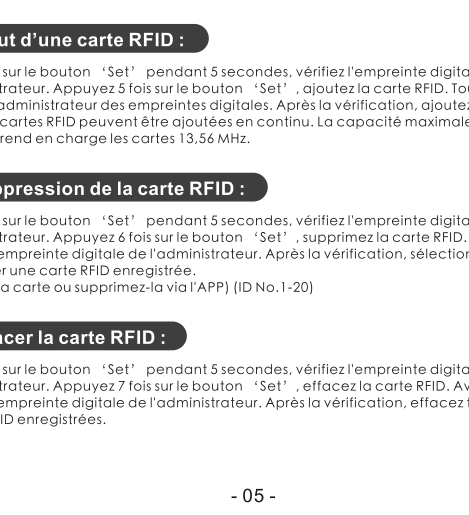 ut d’une carte RFID :
sur le bouton ‘Set’ pendant 5 secondes, vérifiez l'empreinte digita
trateur. Appuyez 5 fois sur le bouton ‘Set’, ajoutez la carte RFID. Tou
administrateur des empreintes digitales. Après la vérification, ajoutez
cartes RFID peuvent être ajoutées en continu. La capacité maximale
rend en charge les cartes 13,56 MHz.
ppression de la carte RFID :
sur le bouton ‘Set’ pendant 5 secondes, vérifiez l'empreinte digita
trateur. Appuyez 6 fois sur le bouton ‘Set’, supprimez la carte RFID.
empreinte digitale de l'administrateur. Après la vérification, sélection
er une carte RFID enregistrée.
a carte ou supprimez-la via l'APP) (ID No.1-20)
acer la carte RFID :
sur le bouton ‘Set’ pendant 5 secondes, vérifiez l'empreinte digita
trateur. Appuyez 7 fois sur le bouton ‘Set’, effacez la carte RFID. Av
empreinte digitale de l'administrateur. Après la vérification, effacez t
ID enregistrées.
- 05 -